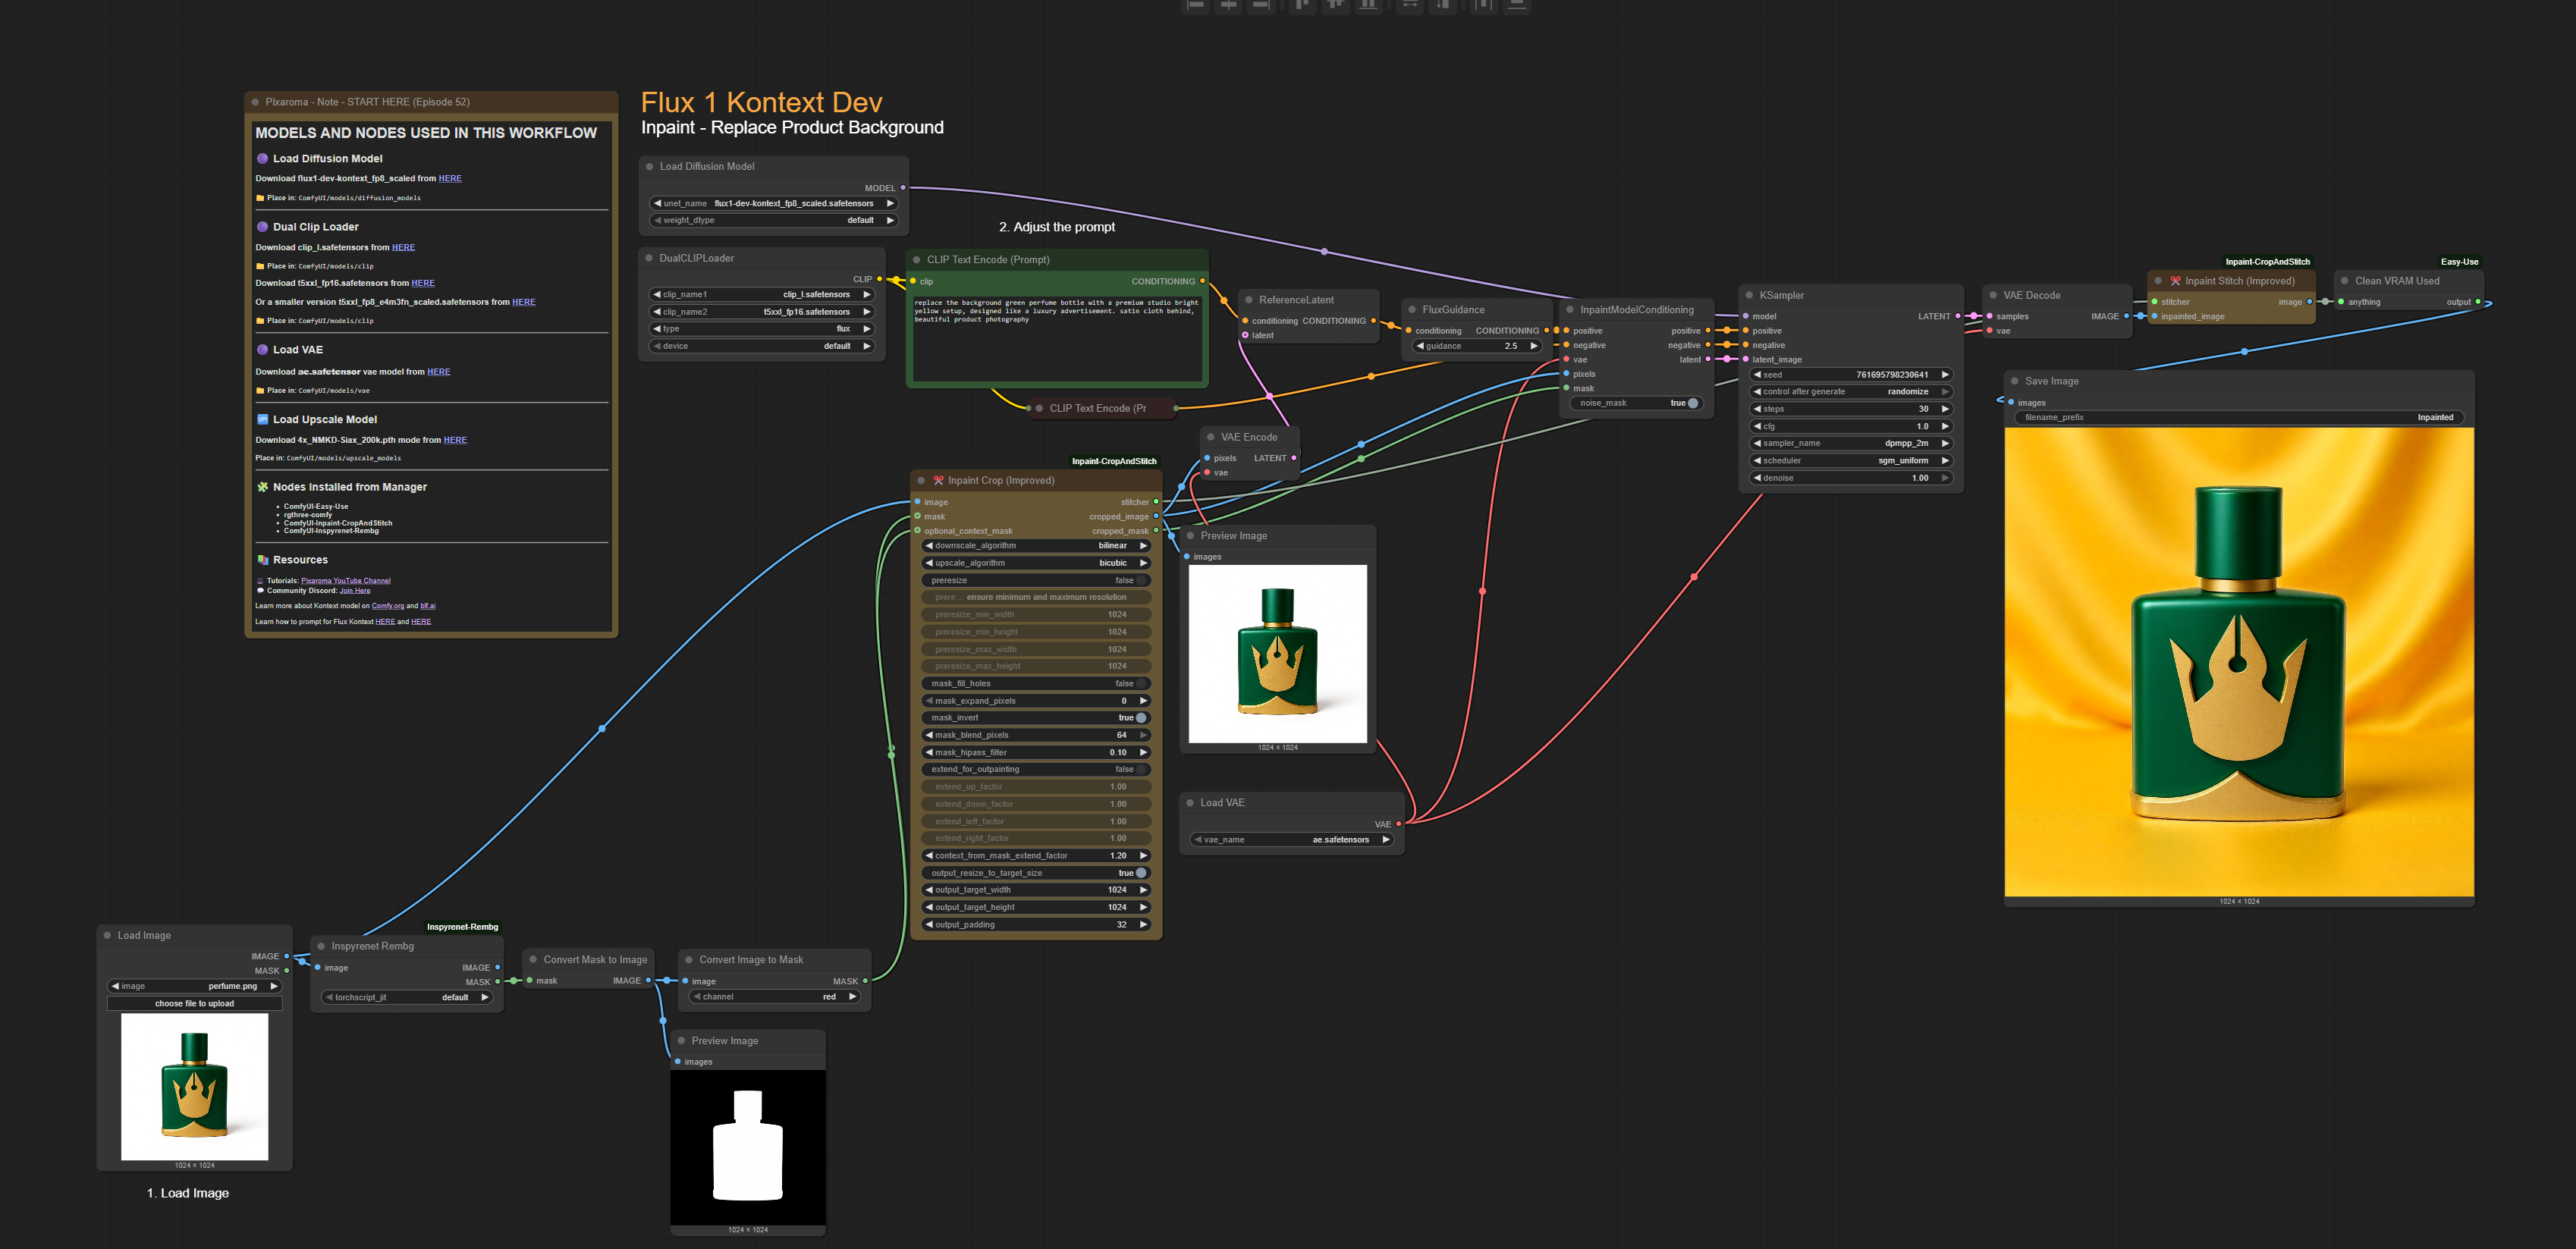 Pixaroma - Note - START HERE (Episode 52)
MODELS AND NODES USED IN THIS WORKFLOW
Load Diffusion Model
Download flux1-dev-kontext_fp8_scaled from HERE
Place in: ComfyUI/models/diffusion_models
Dual Clip Loader
Download clip_l.safetensors from HERE
Place in: ComfyUI/models/clip
Download t5xxl_fp16.safetensors from HERE
Or a smaller version t5xxl_fp8_e4m3fn_scaled.safetensors from HERE
Place in: ComfyUI/models/clip
Load VAE
Download ae.safetensor vae model from HERE
Place in: ComfyUI/models/vae
Load Upscale Model
Download 4x_NMKD-Siax_200k.pth mode from HERE
Place in: ComfyUI/models/upscale_models
Nodes Installed from Manager
ComfyUI-Easy-Use
rgthree-comfy
ComfyUI-Inpaint-CropAndStitch
ComfyUI-Inspyrenet-Rembg
Resources
Tutorials: Pixaroma YouTube Channel
Community Discord: Join Here
Learn more about Kontext model on Comfy.org and blf.ai
Learn how to prompt for Flux Kontext HERE and HERE
Flux 1 Kontext Dev
Inpaint - Replace Product Background
Load Diffusion Model
MODEL
unet_name flux1-dev-kontext_fp8_scaled.safetensors
weight_dtype default
DualCLIPLoader
CLIP
clip_name1 clip_l.safetensors
clip_name2 t5xxl_fp16.safetensors
type flux
device default
2. Adjust the prompt
CLIP Text Encode (Prompt)
clip CONDITIONING
replace the background green perfume bottle with a premium studio bright
yellow setup, designed like a luxury advertisement. satin cloth behind,
beautiful product photography
CLIP Text Encode (Pr
ReferenceLatent
conditioning CONDITIONING
latent
FluxGuidance
conditioning CONDITIONING
guidance 2.5
InpaintModelConditioning
positive positive
negative negative
vae latent
pixels
mask
noise_mask true
KSampler
model LATENT
positive
negative
latent_image
seed 761695798230641
control after generate randomize
steps 30
cfg 1.0
sampler_name dpmpp_2m
scheduler sgm_uniform
denoise 1.00
VAE Decode
samples IMAGE
vae
Inpaint-CropAndStitch
Inpaint Stitch (Improved)
stitcher image
inpainted_image
Easy-Use
Clean VRAM Used
anything output
Save Image
images
filename_prefix Inpainted
1024 × 1024
VAE Encode
pixels LATENT
vae
Inpaint-CropAndStitch
Inpaint Crop (Improved)
image stitcher
mask cropped_image
optional_context_mask cropped_mask
downscale_algorithm bilinear
upscale_algorithm bicubic
preresize false
prere... ensure minimum and maximum resolution
preresize_min_width 1024
preresize_min_height 1024
preresize_max_width 1024
preresize_max_height 1024
mask_fill_holes false
mask_expand_pixels 0
mask_invert true
mask_blend_pixels 64
mask_hipass_filter 0.10
extend_for_outpainting false
extend_up_factor 1.00
extend_down_factor 1.00
extend_left_factor 1.00
extend_right_factor 1.00
context_from_mask_extend_factor 1.20
output_resize_to_target_size true
output_target_width 1024
output_target_height 1024
output_padding 32
Preview Image
images
1024 × 1024
Load VAE
VAE
vae_name ae.safetensors
Load Image
IMAGE
MASK
image perfume.png
choose file to upload
1024 × 1024
1. Load Image
Inspyrenet-Rembg
Inspyrenet Rembg
image IMAGE
MASK
torchscript_jit default
Convert Mask to Image
mask IMAGE
Convert Image to Mask
image MASK
channel red
Preview Image
images
1024 × 1024